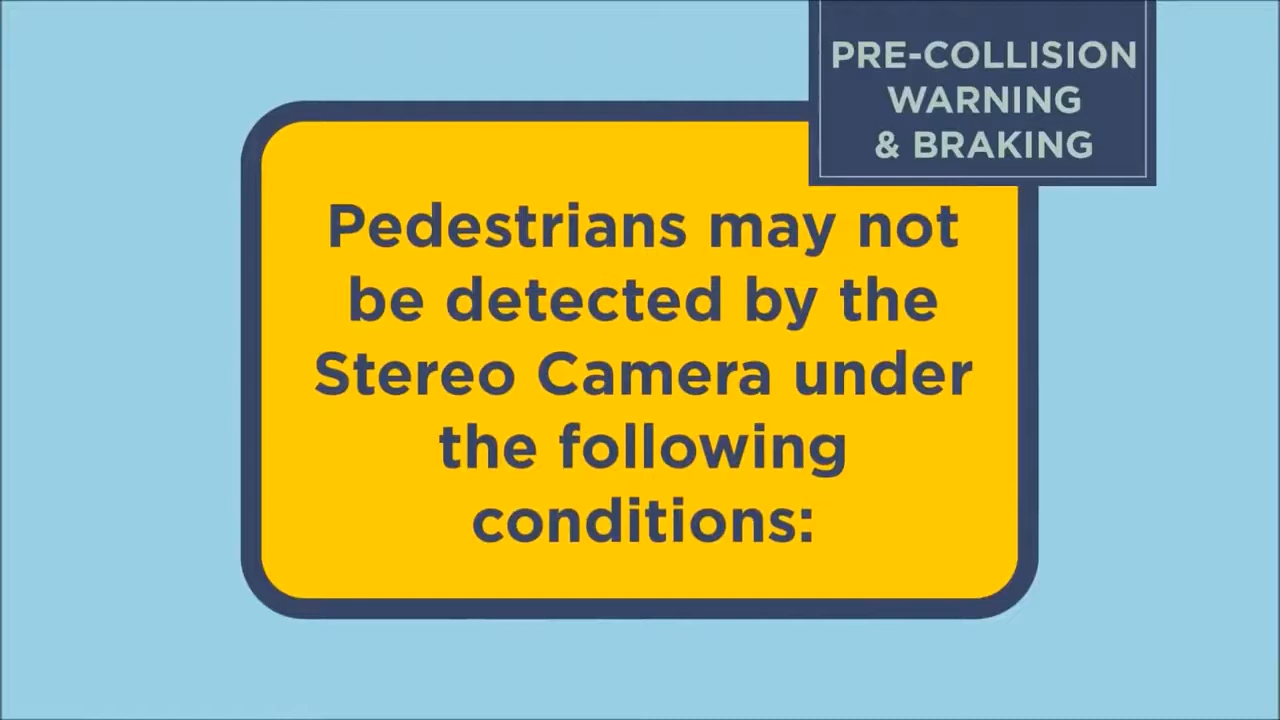 PRE-COLLISION
WARNING
& BRAKING
Pedestrians may not
be detected by the
Stereo Camera under
the following
conditions: